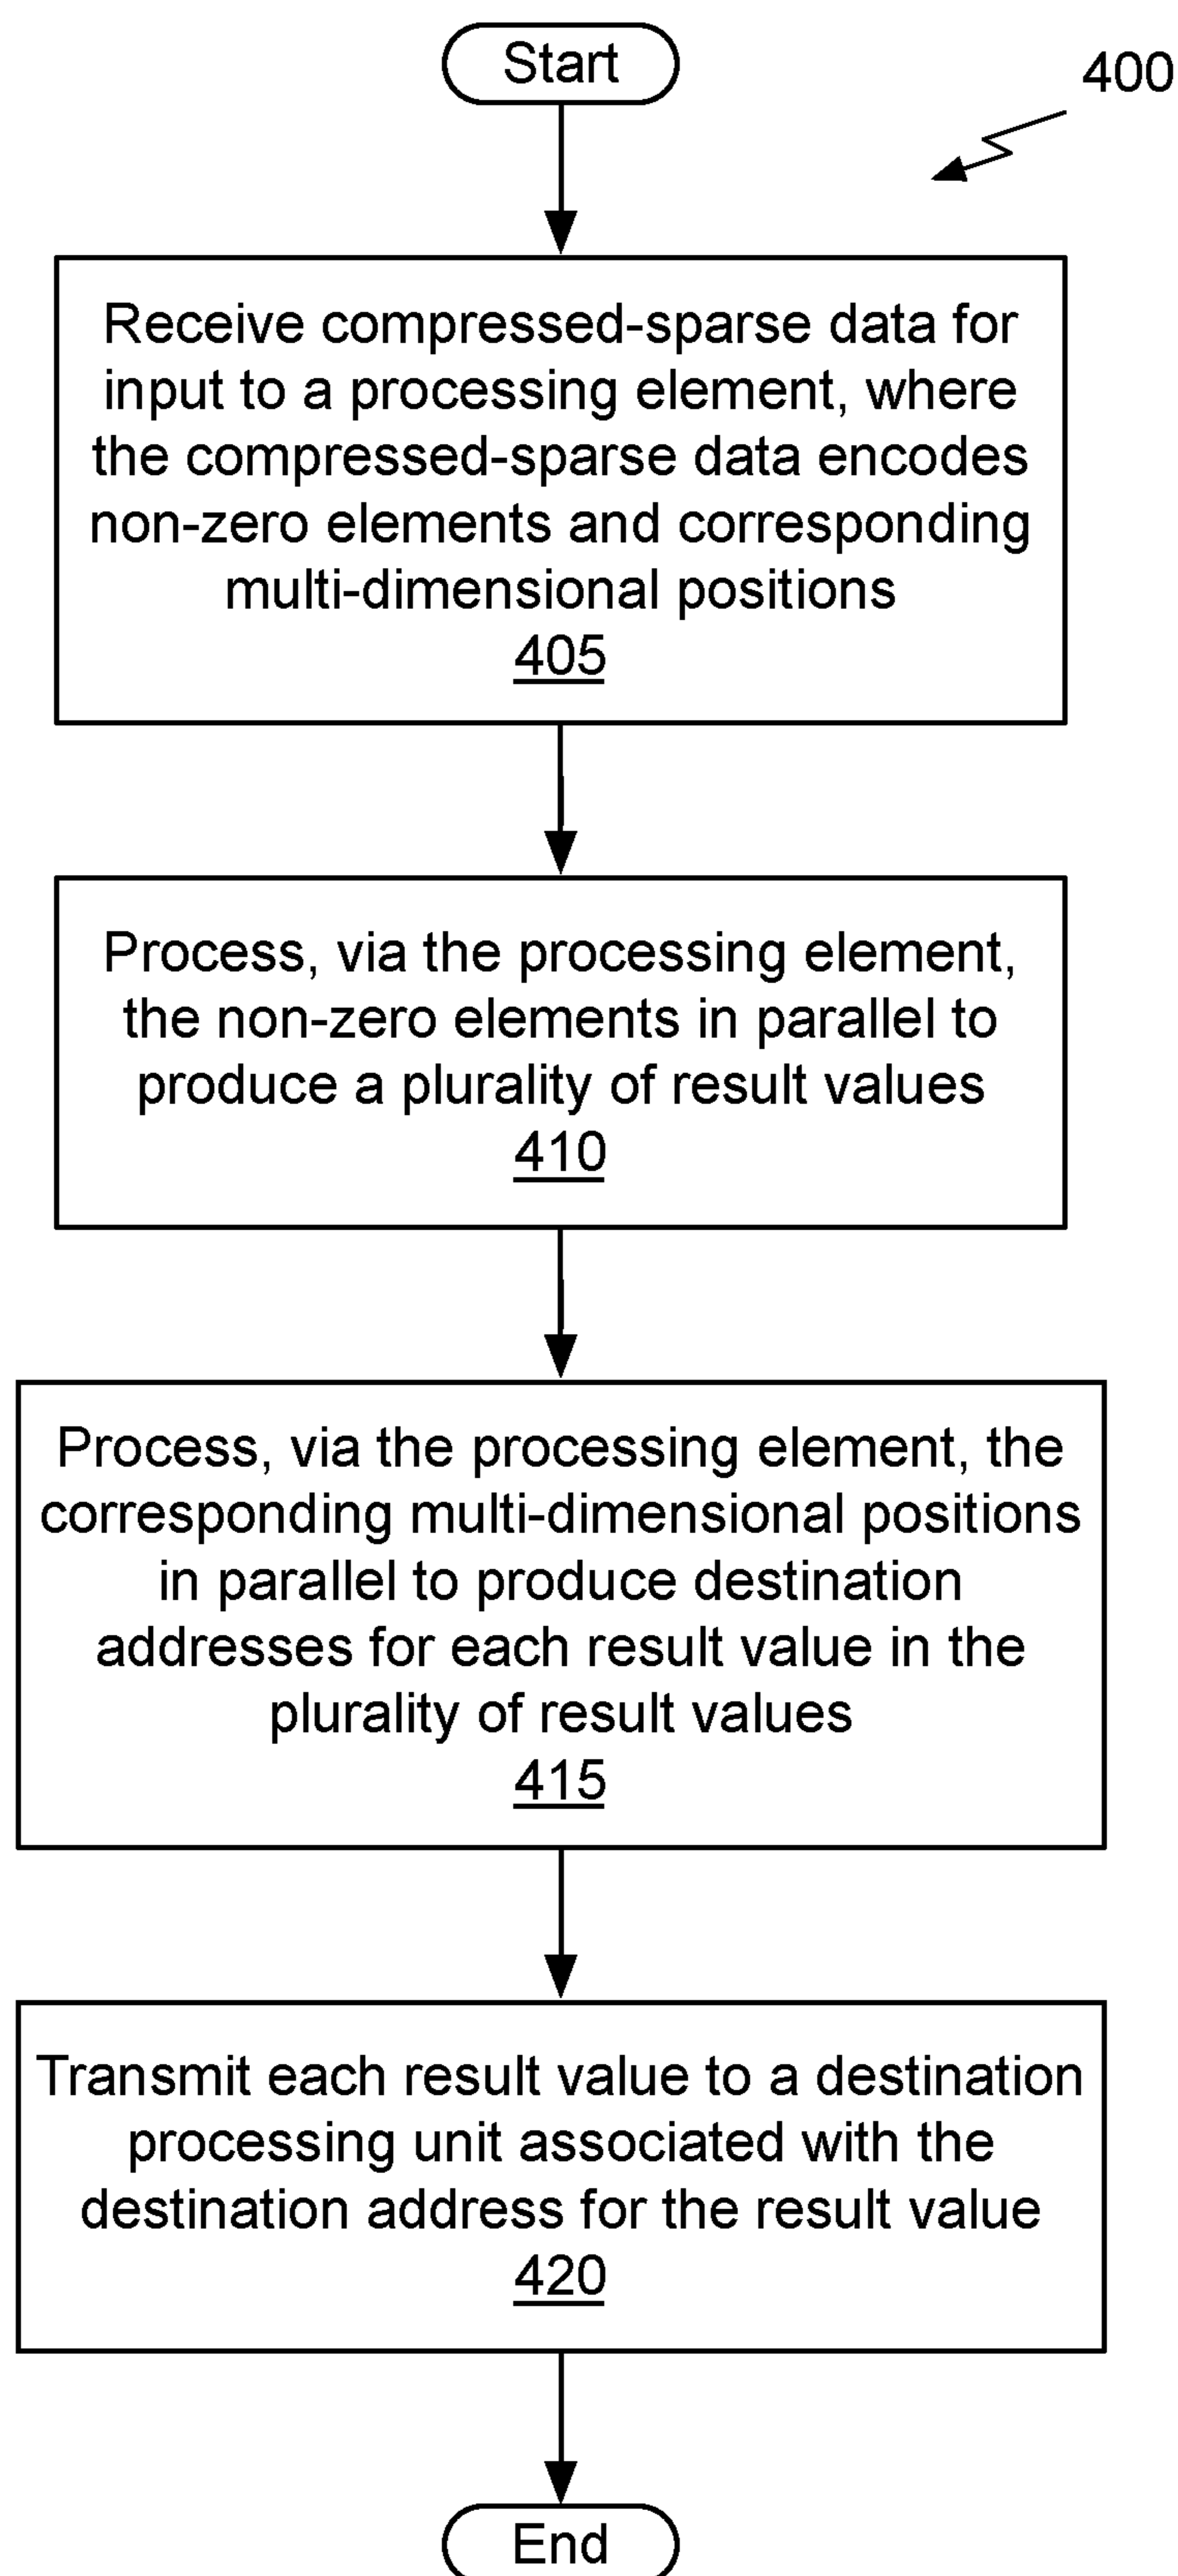 Start
400
Receive compressed-sparse data for
input to a processing element, where
the compressed-sparse data encodes
non-zero elements and corresponding
multi-dimensional positions
405
Process, via the processing element,
the non-zero elements in parallel to
produce a plurality of result values
410
Process, via the processing element, the
corresponding multi-dimensional positions
in parallel to produce destination
addresses for each result value in the
plurality of result values
415
Transmit each result value to a destination
processing unit associated with the
destination address for the result value
420
End